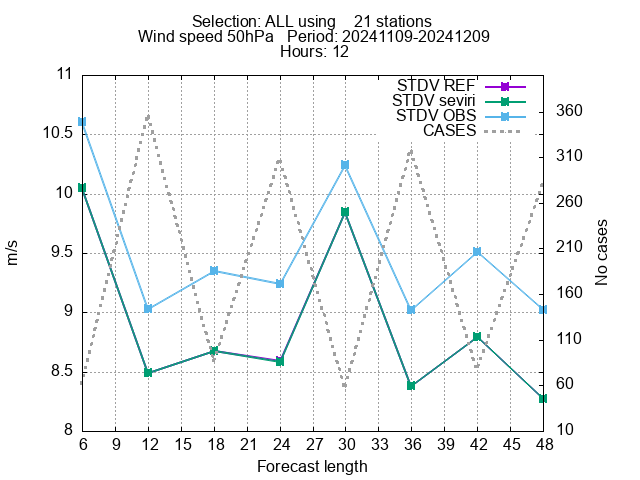 Selection: ALL using    21 stations
Wind speed 50hPa   Period: 20241109-20241209
Hours: 12
STDV REF
STDV seviri
STDV OBS
CASES
11
10.5
10
9.5
9
8.5
8
m/s
360
310
260
210
160
110
60
10
No cases
6 9 12 15 18 21 24 27 30 33 36 39 42 45 48
Forecast length